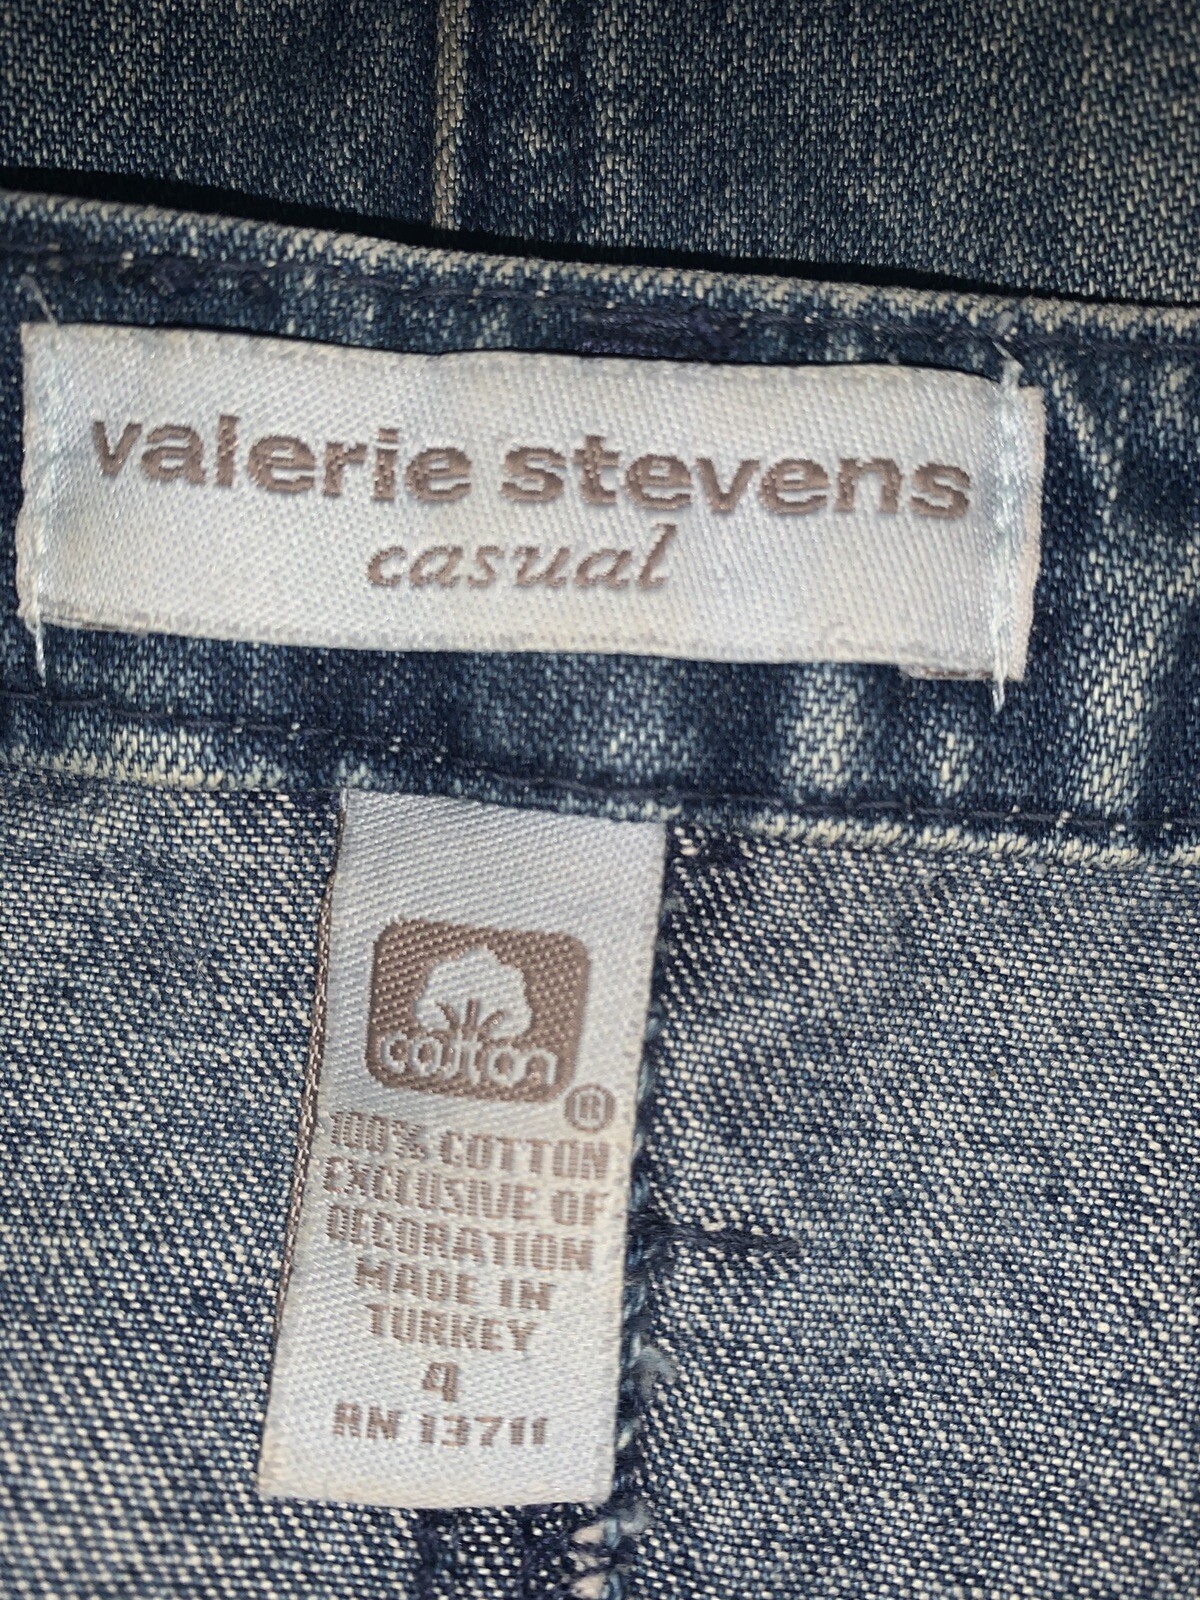 valerie stevens
casual
cotton
®
100% COTTON
EXCLUSIVE OF
DECORATION
MADE IN
TURKEY
4
RN 13711